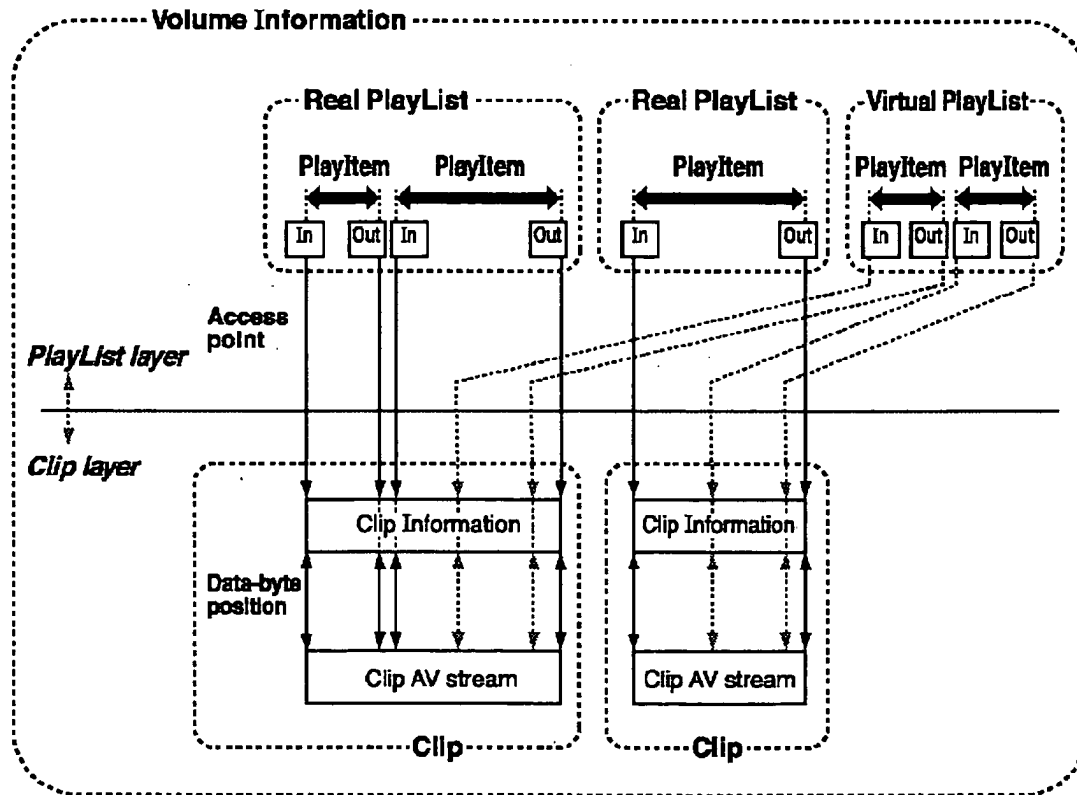 Volume Information
Real PlayList
Real PlayList
Virtual PlayList
PlayItem
PlayItem
PlayItem
PlayItem
PlayItem
In
Out
In
Out
In
Out
In
Out
In
Out
Access
point
PlayList layer
Clip layer
Clip Information
Clip Information
Data-byte
position
Clip AV stream
Clip AV stream
Clip
Clip